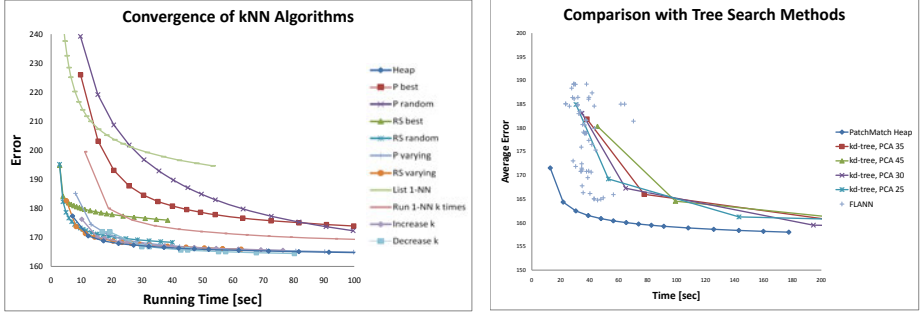 Convergence of kNN Algorithms
Error
240
230
220
210
200
190
180
170
160
0
10
20
30
40
50
60
70
80
90
100
Running Time [sec]
Heap
P best
P random
RS best
RS random
P varying
RS varying
List 1-NN
Run 1-NN k times
Increase k
Decrease k
Comparison with Tree Search Methods
Average Error
200
195
190
185
180
175
170
165
160
155
150
0
20
40
60
80
100
120
140
160
180
200
Time [sec]
PatchMatch Heap
kd-tree, PCA 35
kd-tree, PCA 45
kd-tree, PCA 30
kd-tree, PCA 25
FLANN